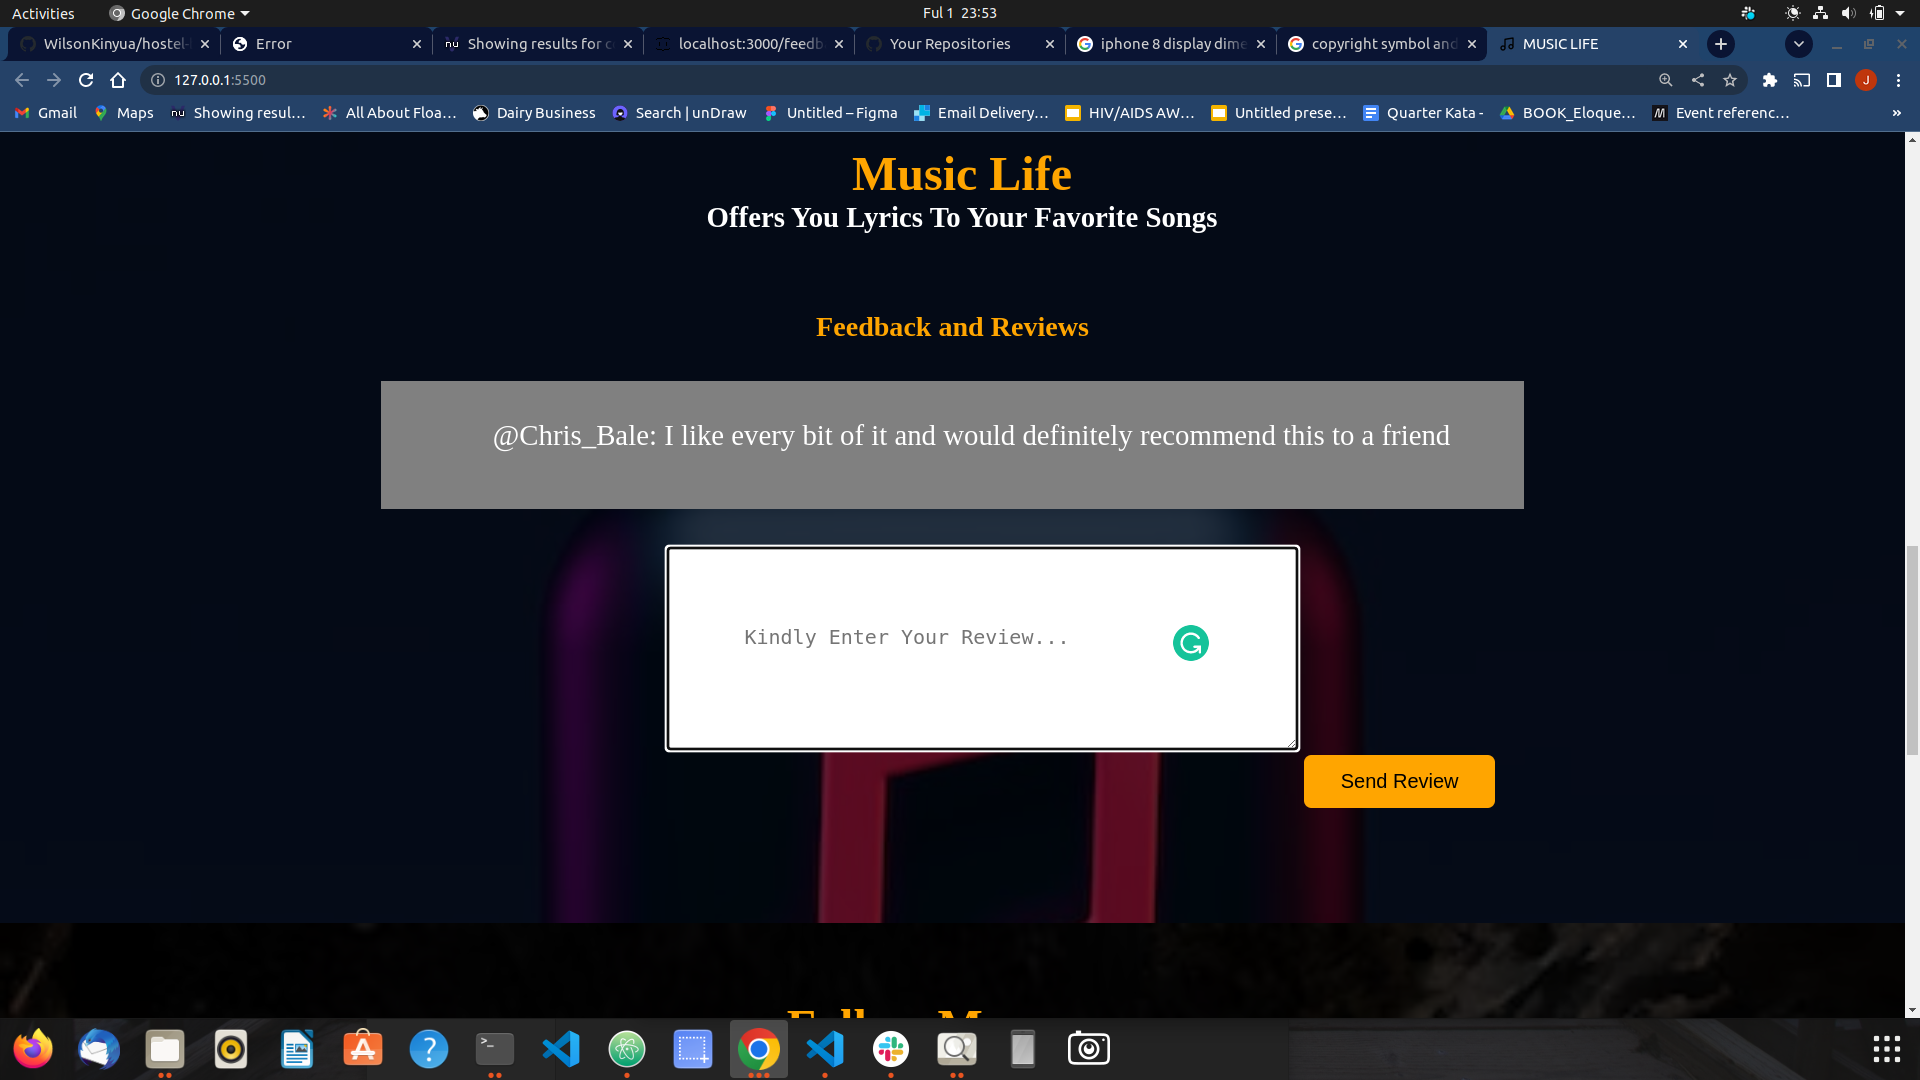 Activities Google Chrome Ful 1 23:53
WilsonKinyua/hostel- Error Showing results for c localhost:3000/feedb Your Repositories iphone 8 display dime copyright symbol and MUSIC LIFE
127.0.0.1:5500 J
Gmail Maps Showing resul… All About Floa… Dairy Business Search | unDraw Untitled – Figma Email Delivery… HIV/AIDS AW… Untitled prese… Quarter Kata - BOOK_Eloque… Event referenc… »
Music Life
Offers You Lyrics To Your Favorite Songs
Feedback and Reviews
@Chris_Bale: I like every bit of it and would definitely recommend this to a friend
Kindly Enter Your Review...
Send Review